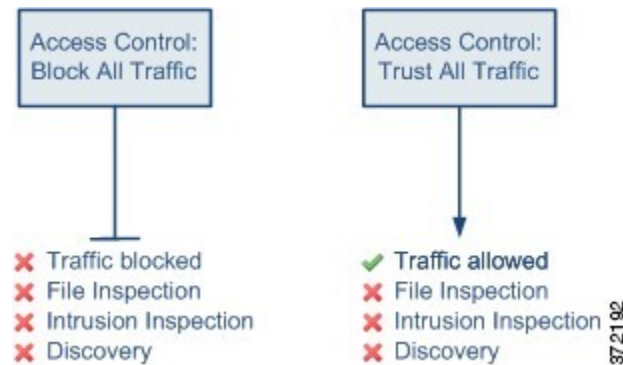 Access Control:
Block All Traffic
Traffic blocked
File Inspection
Intrusion Inspection
Discovery
Access Control:
Trust All Traffic
Traffic allowed
File Inspection
Intrusion Inspection
Discovery
372192